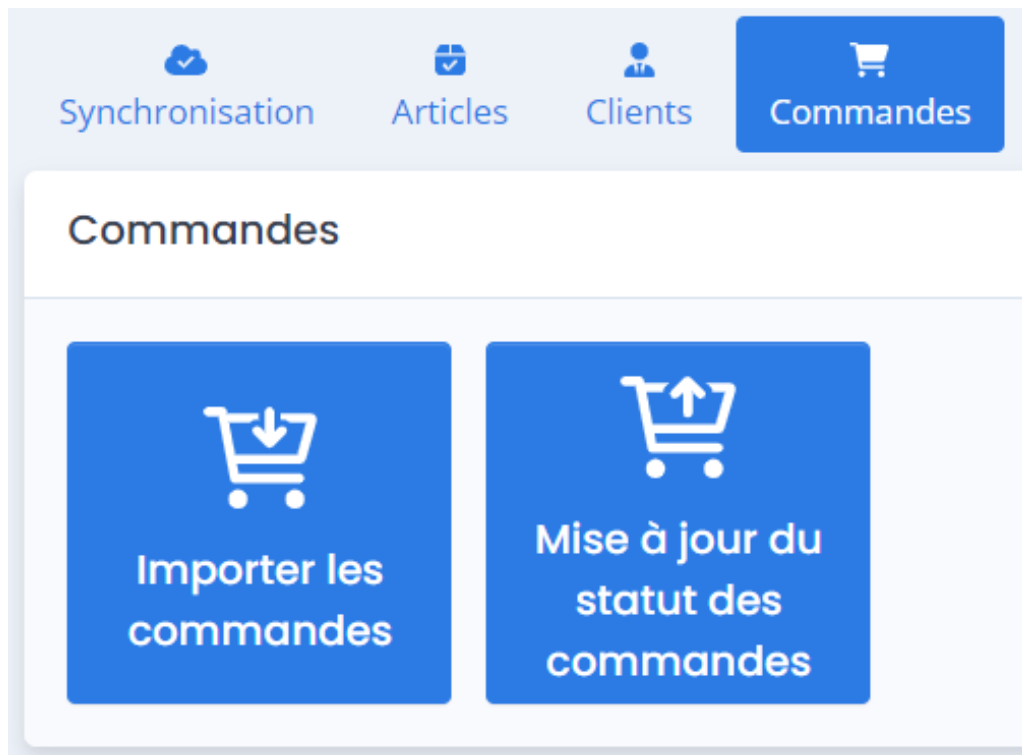 Synchronisation Articles Clients Commandes
Commandes
Importer les
commandes
Mise à jour du
statut des
commandes